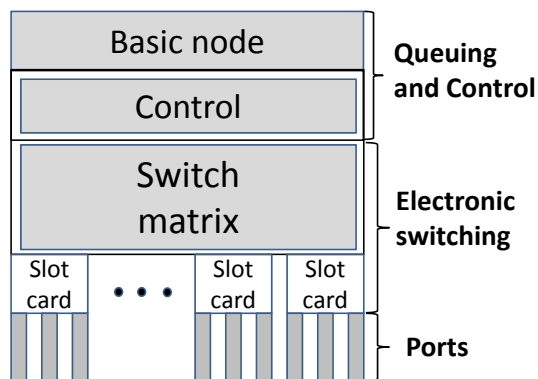 Basic node
Queuing
and Control
Control
Switch
matrix
Electronic
switching
Slot
card
Slot
card
Slot
card
Ports